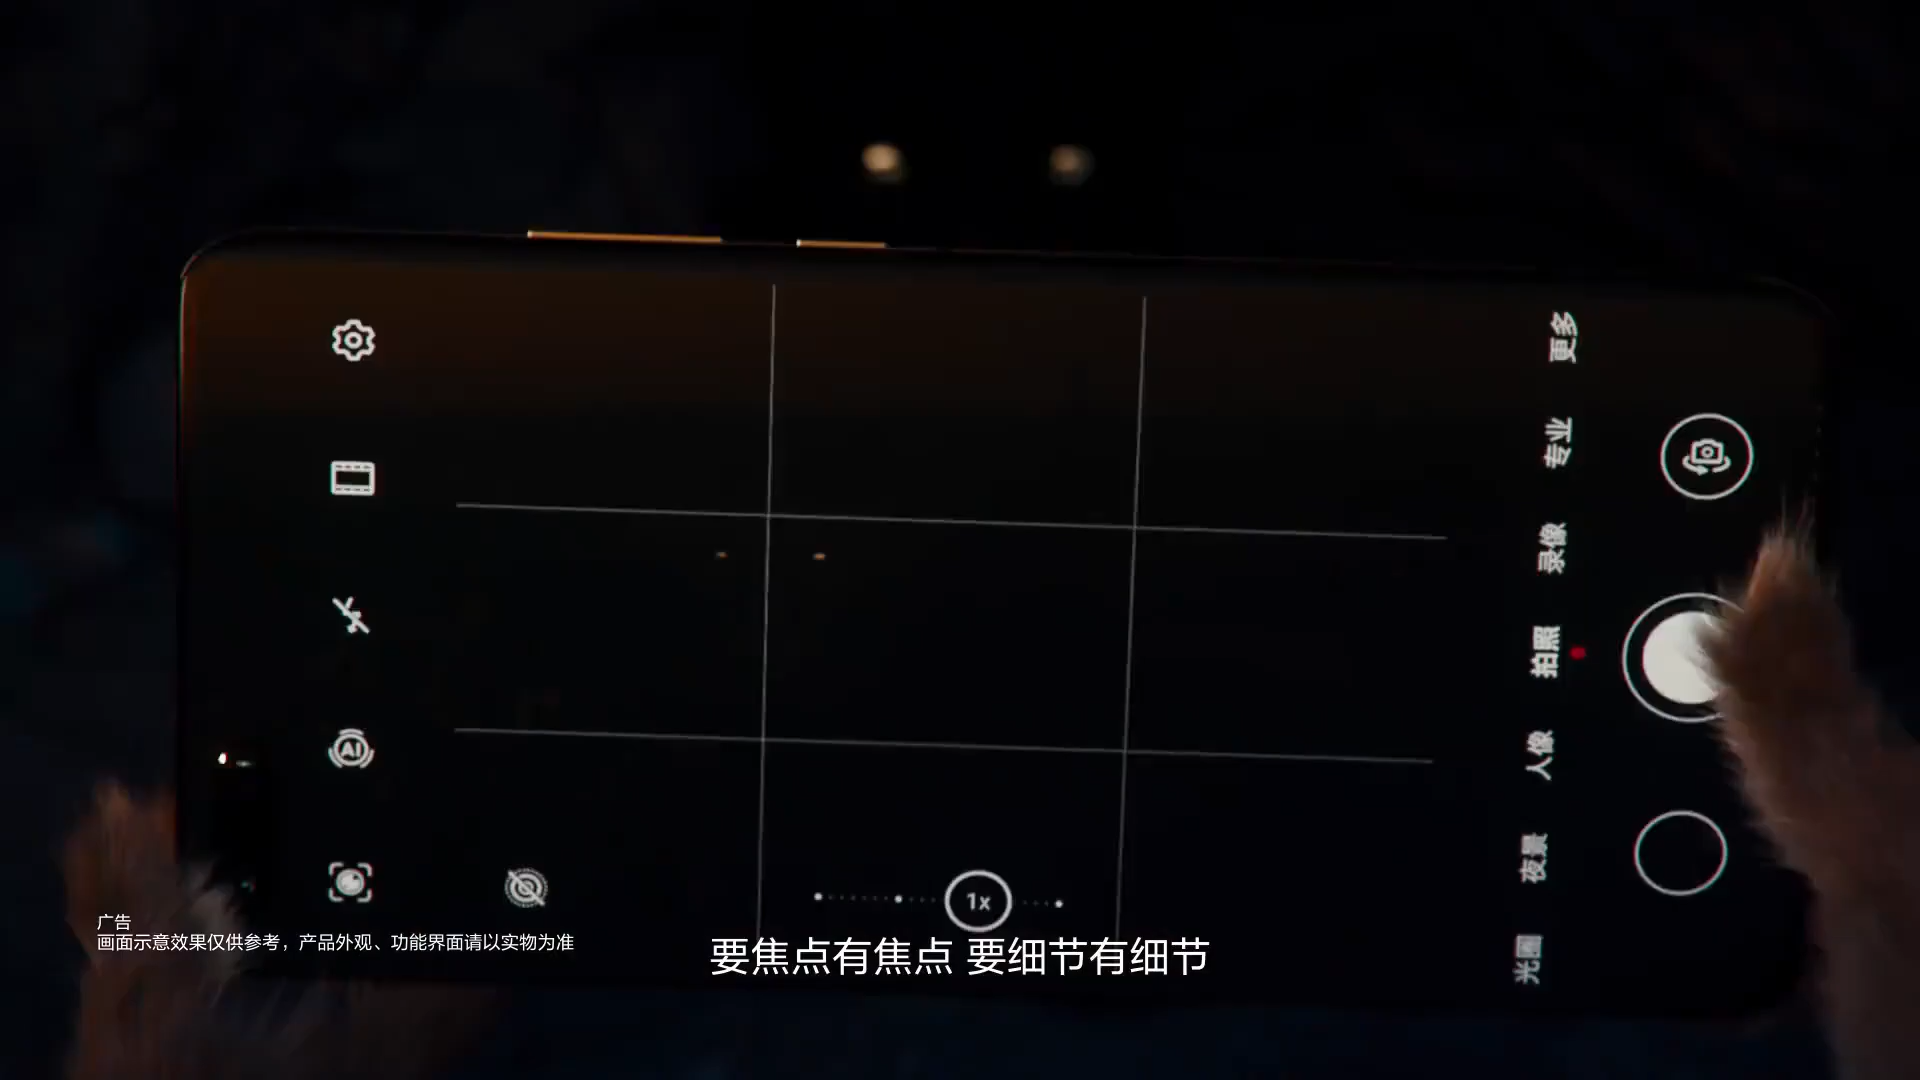 更多
专业
录像
拍照
人像
夜景
光圈
AI
1x
广告
画面示意效果仅供参考，产品外观、功能界面请以实物为准
要焦点有焦点 要细节有细节